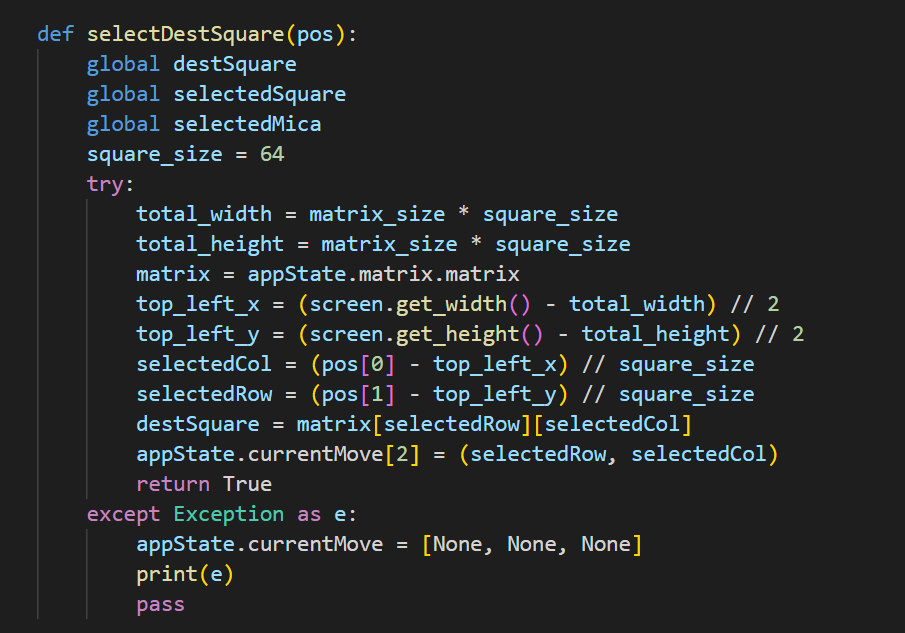 def selectDestSquare(pos):
    global destSquare
    global selectedSquare
    global selectedMica
    square_size = 64
    try:
        total_width = matrix_size * square_size
        total_height = matrix_size * square_size
        matrix = appState.matrix.matrix
        top_left_x = (screen.get_width() - total_width) // 2
        top_left_y = (screen.get_height() - total_height) // 2
        selectedCol = (pos[0] - top_left_x) // square_size
        selectedRow = (pos[1] - top_left_y) // square_size
        destSquare = matrix[selectedRow][selectedCol]
        appState.currentMove[2] = (selectedRow, selectedCol)
        return True
    except Exception as e:
        appState.currentMove = [None, None, None]
        print(e)
        pass